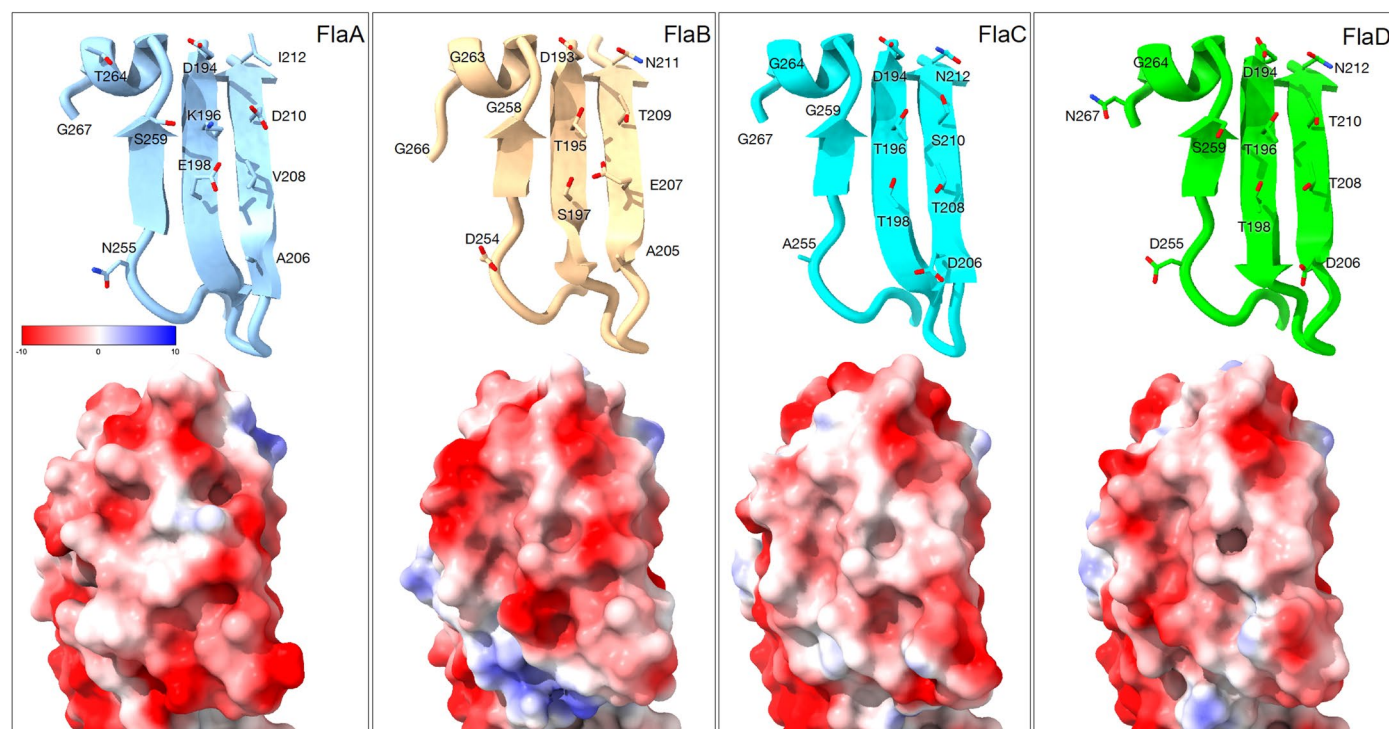 FlaA
I212
D194
T264
D210
K196
G267
S259
E198
V208
N255
A206
-10
0
10
FlaB
G263
D193
N211
G258
T209
T195
G266
E207
S197
A205
D254
FlaC
G264
D194
N212
G259
S210
T196
G267
T208
T198
A255
D206
FlaD
G264
D194
N212
N267
T210
S259
T196
T208
T198
D255
D206